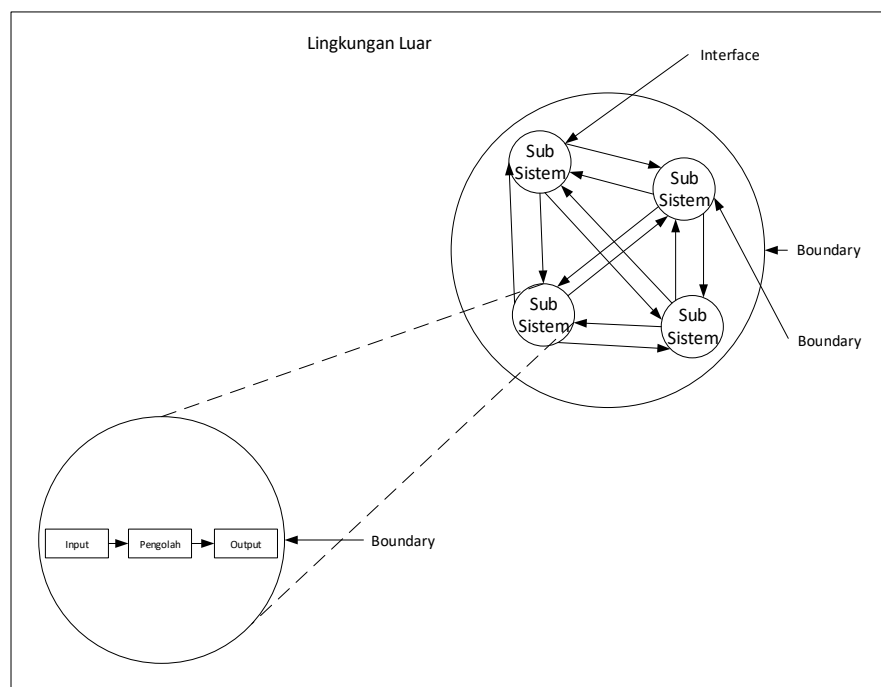 Lingkungan Luar
Interface
Sub
Sistem
Sub
Sistem
Boundary
Sub
Sistem
Sub
Sistem
Boundary
Input
Pengolah
Output
Boundary